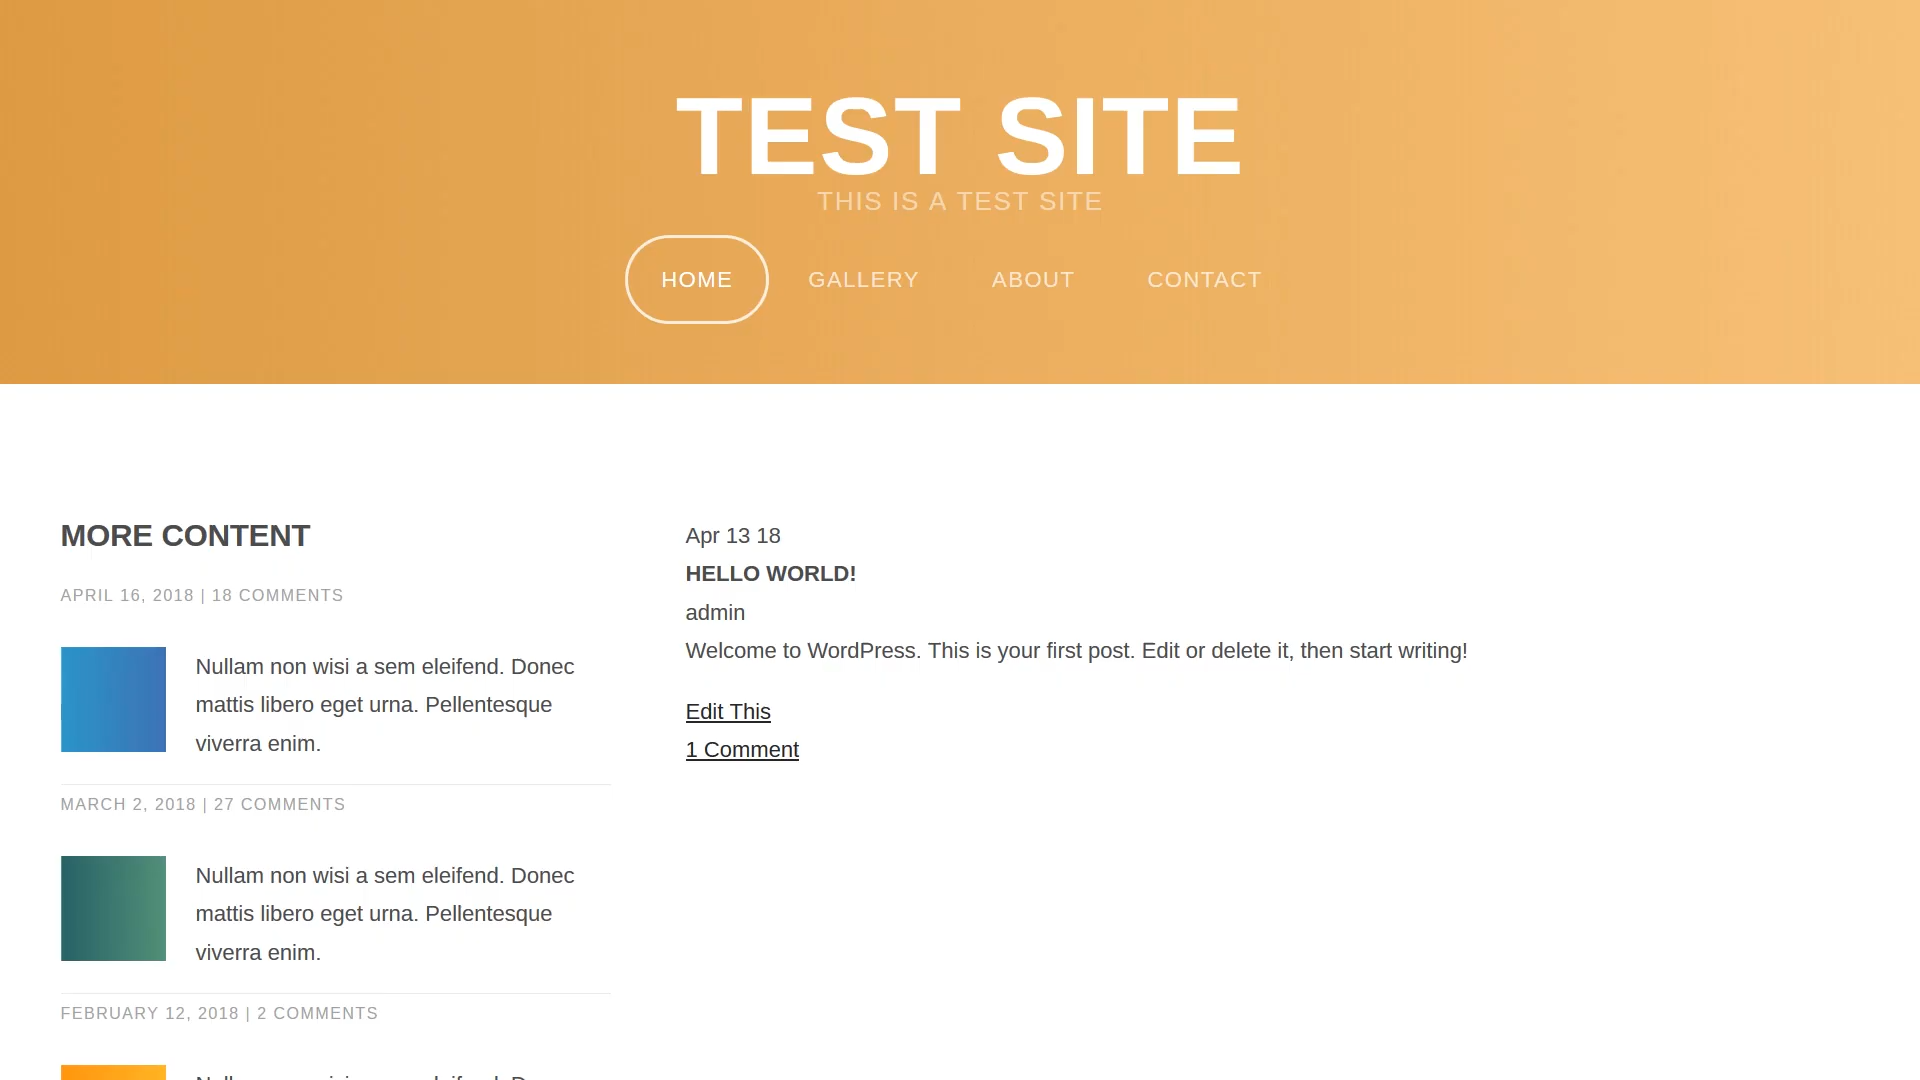 TEST SITE
THIS IS A TEST SITE
HOME GALLERY ABOUT CONTACT
MORE CONTENT
APRIL 16, 2018 | 18 COMMENTS
Nullam non wisi a sem eleifend. Donec
mattis libero eget urna. Pellentesque
viverra enim.
MARCH 2, 2018 | 27 COMMENTS
Nullam non wisi a sem eleifend. Donec
mattis libero eget urna. Pellentesque
viverra enim.
FEBRUARY 12, 2018 | 2 COMMENTS
Apr 13 18
HELLO WORLD!
admin
Welcome to WordPress. This is your first post. Edit or delete it, then start writing!
Edit This
1 Comment